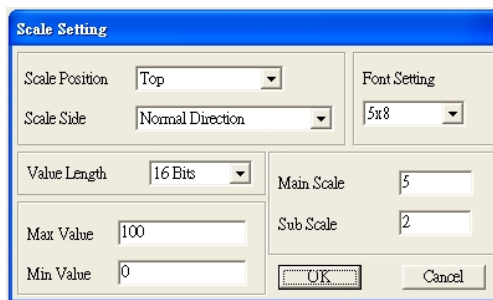 Scale Setting
Scale Position Top
Font Setting
Scale Side Normal Direction
5x8
Value Length 16 Bits
Main Scale 5
Sub Scale 2
Max Value 100
Min Value 0
OK Cancel